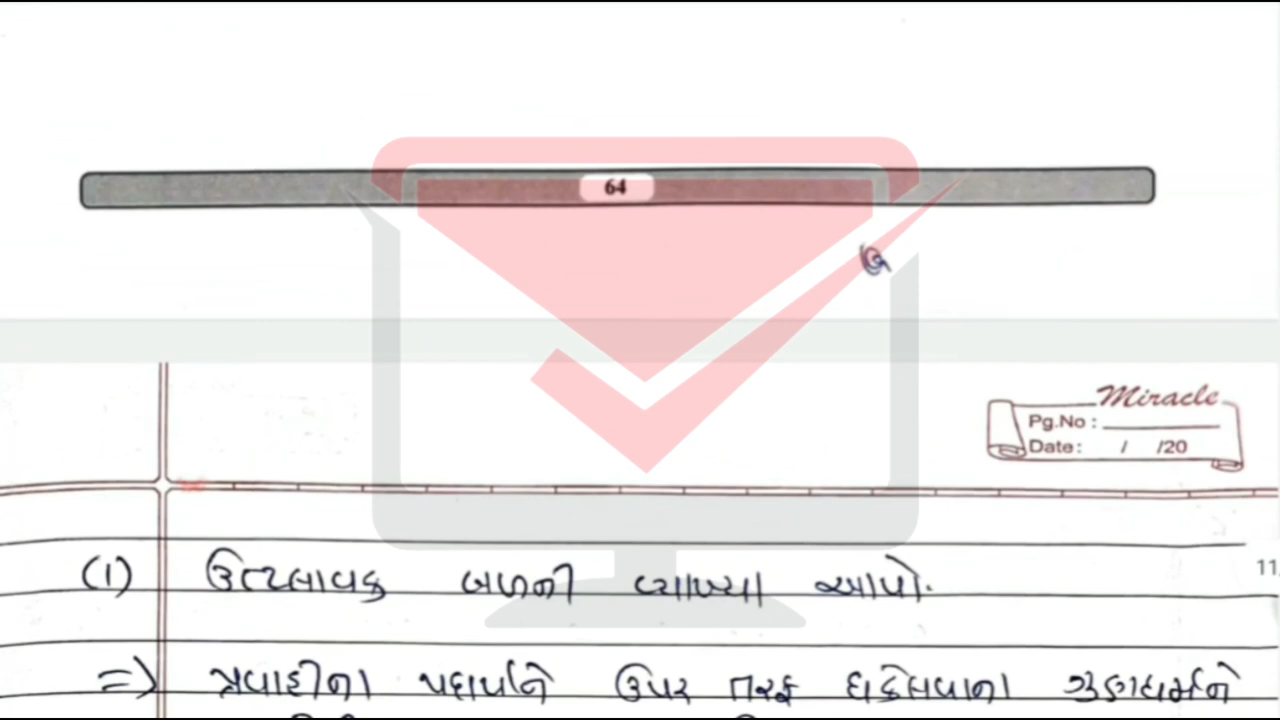 64
Miracle
Pg.No :
Date: / /20
(1) ઉત્પ્લાવક બળની વ્યાખ્યા આપો.
11
=> પ્રવાહીના પદાર્થને ઉપર તરફ ધકેલવાના ગુણધર્મને